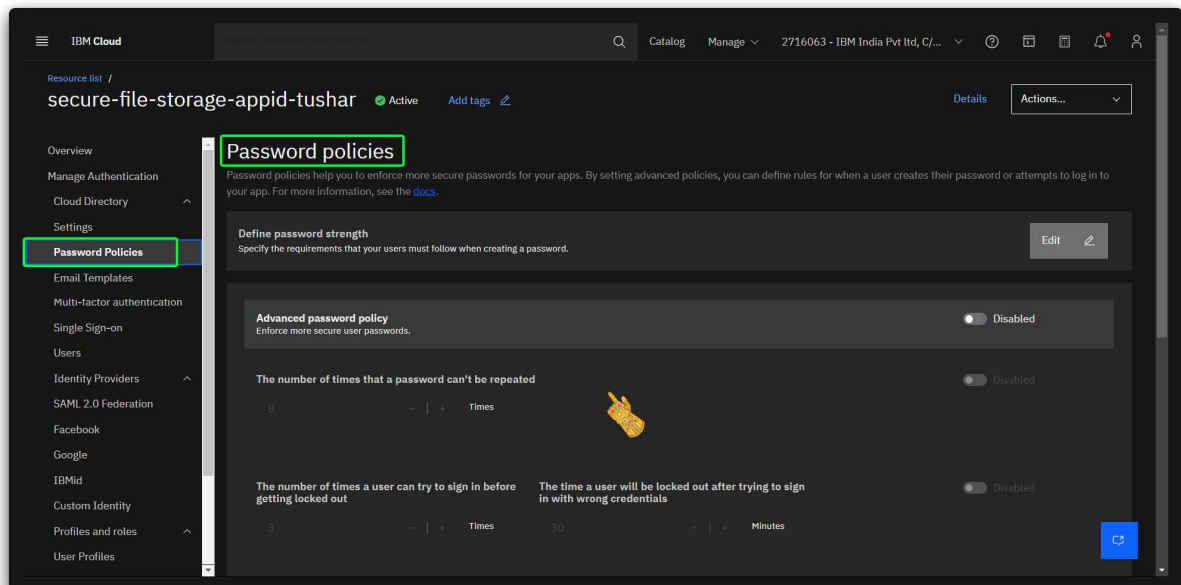 IBM Cloud
Catalog
Manage
2716063 - IBM India Pvt ltd, C/...
Resource list /
secure-file-storage-appid-tushar
Active
Add tags
Details
Actions...
Overview
Manage Authentication
Cloud Directory
Settings
Password Policies
Email Templates
Multi-factor authentication
Single Sign-on
Users
Identity Providers
SAML 2.0 Federation
Facebook
Google
IBMid
Custom Identity
Profiles and roles
User Profiles
Password policies
Password policies help you to enforce more secure passwords for your apps. By setting advanced policies, you can define rules for when a user creates their password or attempts to log in to
your app. For more information, see the docs.
Define password strength
Specify the requirements that your users must follow when creating a password.
Edit
Advanced password policy
Enforce more secure user passwords.
Disabled
The number of times that a password can't be repeated
Disabled
8
Times
The number of times a user can try to sign in before
getting locked out
3
Times
The time a user will be locked out after trying to sign
in with wrong credentials
30
Minutes
Disabled